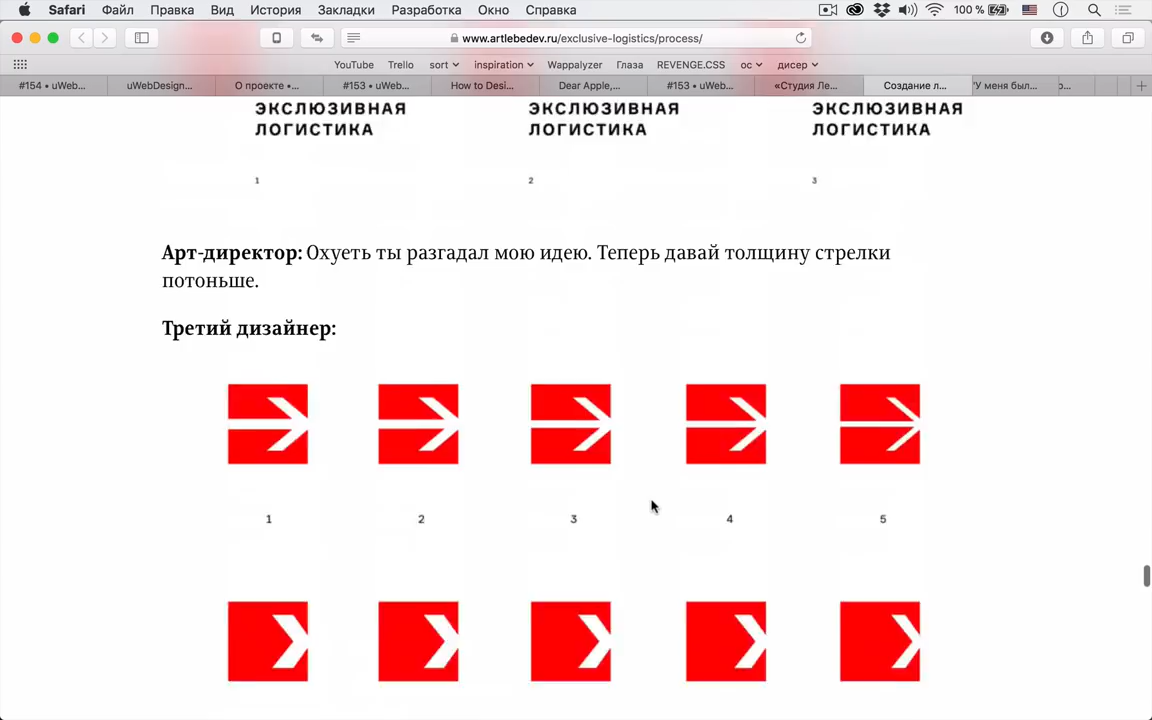 Safari Файл Правка Вид История Закладки Разработка Окно Справка 100 %
www.artlebedev.ru/exclusive-logistics/process/
YouTube Trello sort inspiration Wappalyzer Глаза REVENGE.CSS ос дисер
#154 • uWeb... uWebDesign... О проекте •... #153 • uWeb... How to Desi... Dear Apple,... #153 • uWeb... «Студия Ле... Создание л... "У меня был...
ЭКСЛЮЗИВНАЯ ЭКСЛЮЗИВНАЯ ЭКСЛЮЗИВНАЯ
ЛОГИСТИКА ЛОГИСТИКА ЛОГИСТИКА
1 2 3
Арт-директор: Охуеть ты разгадал мою идею. Теперь давай толщину стрелки
потоньше.
Третий дизайнер:
1 2 3 4 5